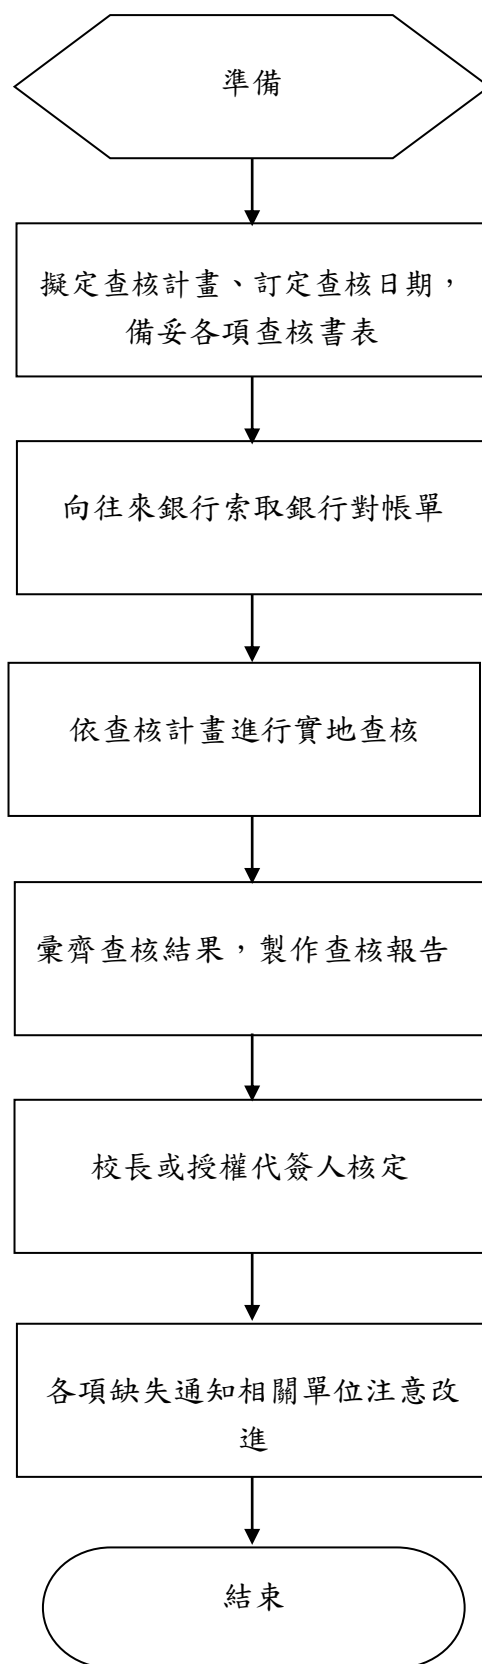 準備
擬定查核計畫、訂定查核日期，
備妥各項查核書表
向往來銀行索取銀行對帳單
依查核計畫進行實地查核
彙齊查核結果，製作查核報告
校長或授權代簽人核定
各項缺失通知相關單位注意改
進
結束